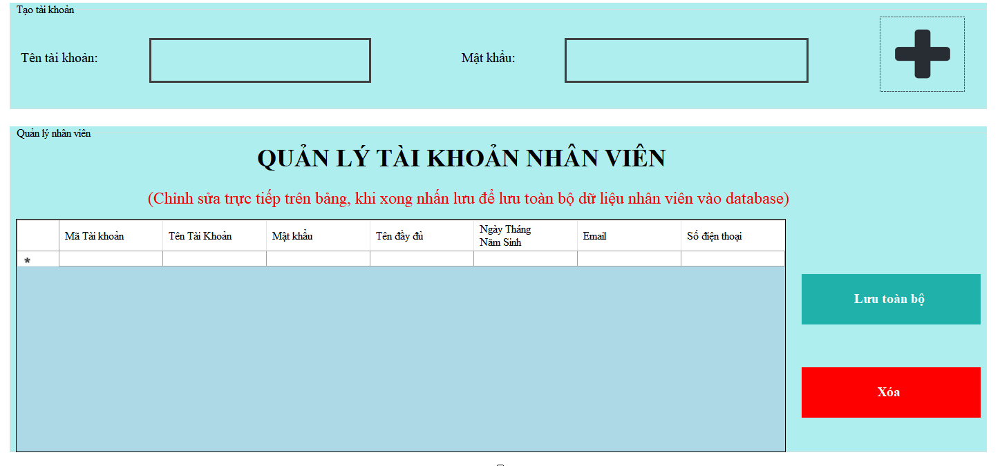 Tạo tài khoản
Tên tài khoản:
Mật khẩu:
Quản lý nhân viên
QUẢN LÝ TÀI KHOẢN NHÂN VIÊN
(Chỉnh sửa trực tiếp trên bảng, khi xong nhấn lưu để lưu toàn bộ dữ liệu nhân viên vào database)
Mã Tài khoản
Tên Tài Khoản
Mật khẩu
Tên đầy đủ
Ngày Tháng
Năm Sinh
Email
Số điện thoại
*
Lưu toàn bộ
Xóa